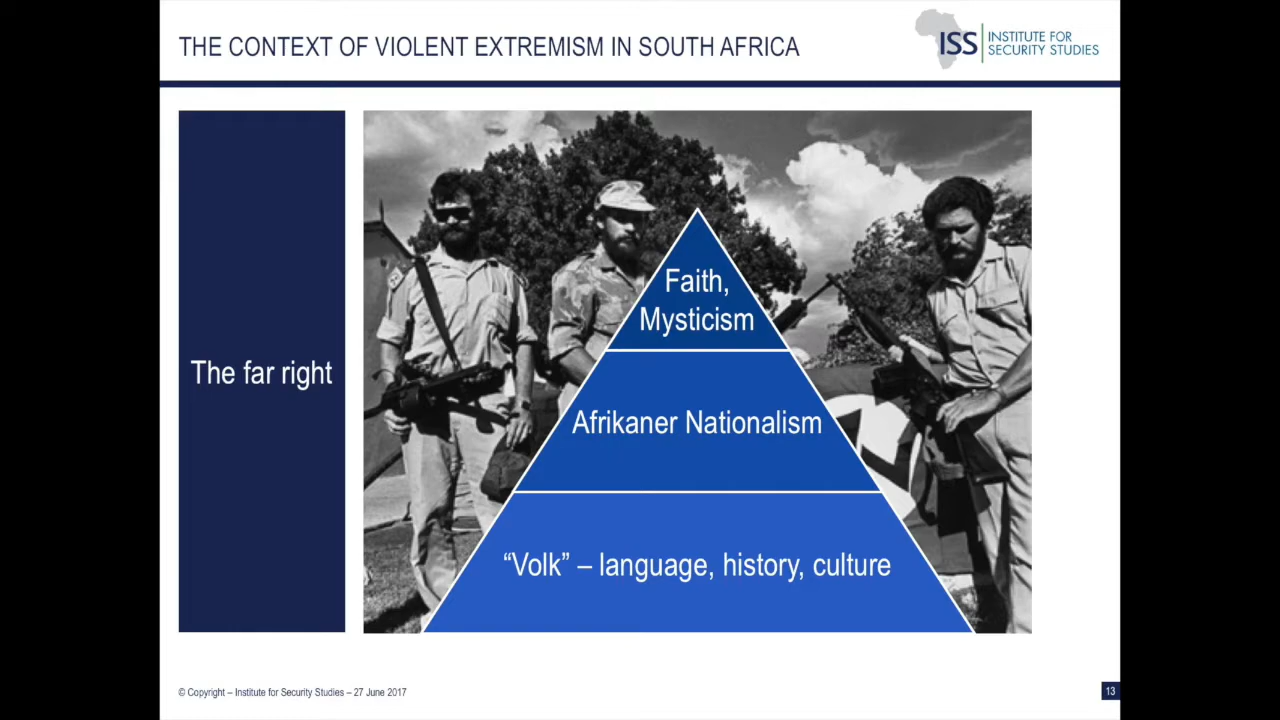 THE CONTEXT OF VIOLENT EXTREMISM IN SOUTH AFRICA
ISS
INSTITUTE FOR
SECURITY STUDIES
The far right
Faith,
Mysticism
Afrikaner Nationalism
“Volk” – language, history, culture
© Copyright – Institute for Security Studies – 27 June 2017
13